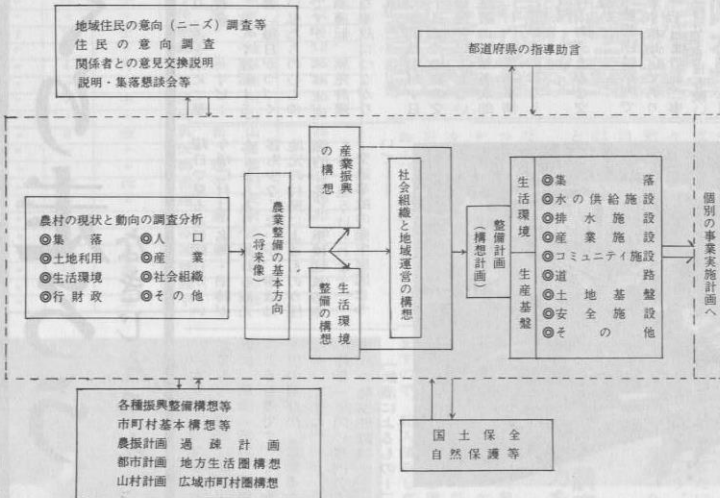 地域住民の意向（ニーズ）調査等
住民の意向調査
関係者との意見交換説明
説明・集落懇談会等
都道府県の指導助言
農村の現状と動向の調査分析
◎集落 ◎人口
◎土地利用 ◎産業
◎生活環境 ◎社会組織
◎行財政 ◎その他
農業整備の基本方向
（将来像）
産業振興
の構想
生活環境
整備の構想
社会組織と地域運営の構想
整備計画
（構想計画）
生活環境
生産基盤
◎集落
◎水の供給施設
◎排水施設
◎産業施設
◎コミュニティ施設
◎道路
◎土地基盤
◎安全施設
◎その他
個別の事業実施計画へ
各種振興整備構想等
市町村基本構想等
農振計画 過疎計画
都市計画 地方生活圏構想
山村計画 広域市町村圏構想
国土保全
自然保護等